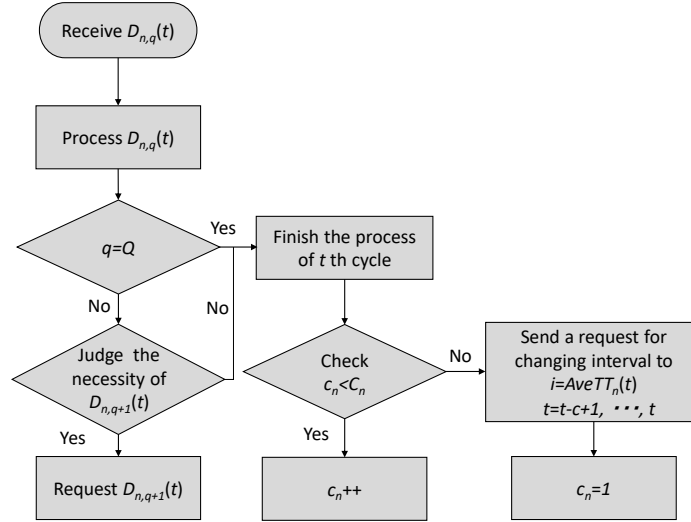 Receive D_{n,q}(t)
Process D_{n,q}(t)
q=Q
Yes
No
Judge the
necessity of
D_{n,q+1}(t)
No
Yes
Request D_{n,q+1}(t)
Finish the process
of t th cycle
Check
c_n<C_n
No
Yes
c_n++
Send a request for
changing interval to
i=AveTT_n(t)
t=t-c+1, ・・・, t
c_n=1